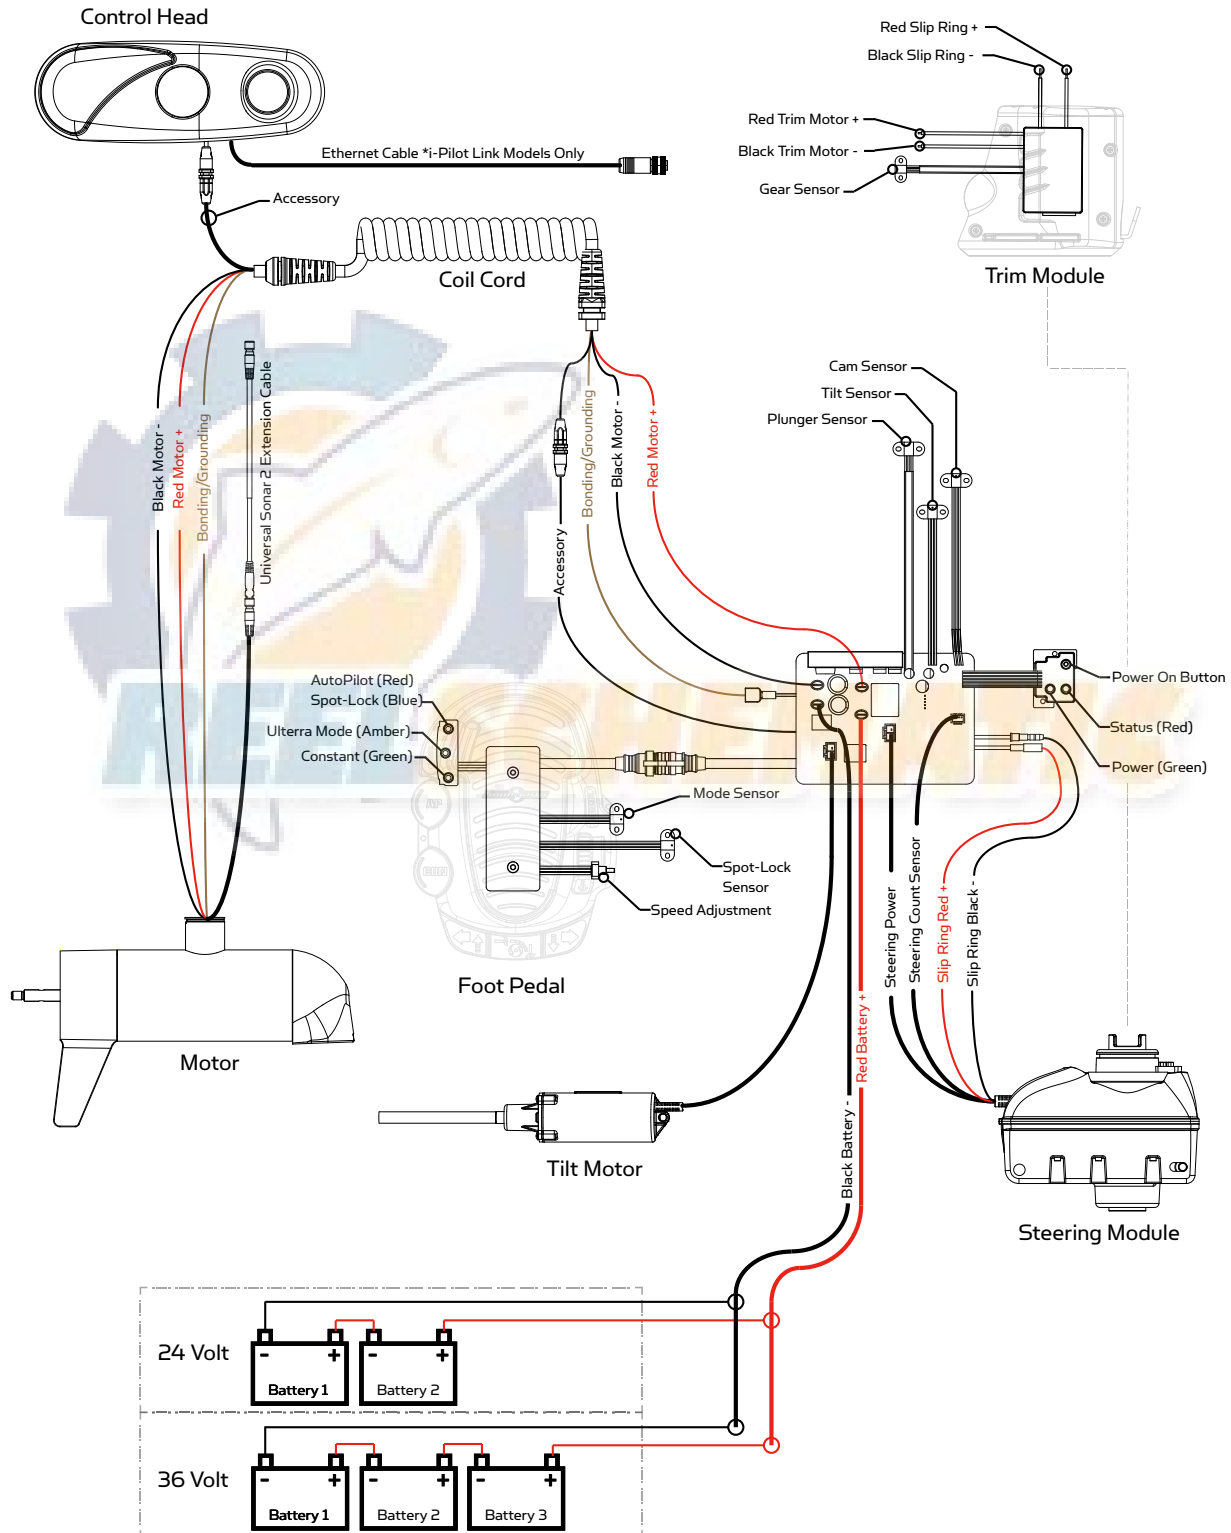 Control Head
Red Slip Ring +
Black Slip Ring -
Red Trim Motor +
Black Trim Motor -
Gear Sensor
Ethernet Cable *i-Pilot Link Models Only
Accessory
Coil Cord
Trim Module
Cam Sensor
Tilt Sensor
Plunger Sensor
Black Motor -
Red Motor +
Bonding/Grounding
Universal Sonar 2 Extension Cable
Accessory
Bonding/Grounding
Black Motor -
Red Motor +
AutoPilot (Red)
Spot-Lock (Blue)
Ulterra Mode (Amber)
Constant (Green)
Power On Button
Status (Red)
Power (Green)
Mode Sensor
Spot-Lock
Sensor
Speed Adjustment
AP
Foot Pedal
Steering Power
Steering Count Sensor
Slip Ring Red +
Slip Ring Black -
Motor
Red Battery +
Black Battery -
Tilt Motor
Steering Module
24 Volt
- +
Battery 1
- +
Battery 2
36 Volt
- +
Battery 1
- +
Battery 2
- +
Battery 3